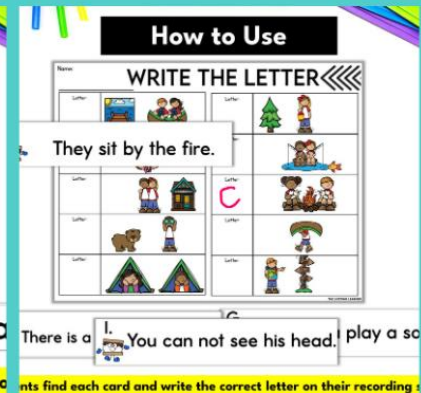 How to Use
Name:
WRITE THE LETTER
Letter
Letter
They sit by the fire.
Letter
Letter
C
Letter
Letter
Letter
Letter
There is a
I.
You can not see his head.
G
play a so
nts find each card and write the correct letter on their recording s